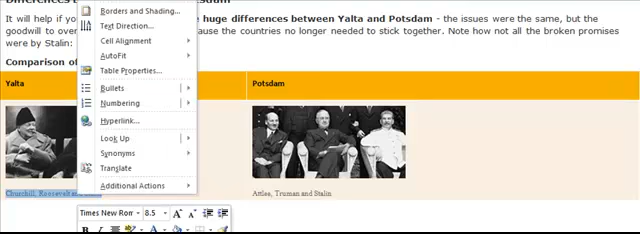 It will help if you
huge differences between Yalta and Potsdam - the issues were the same, but the
goodwill to over
ause the countries no longer needed to stick together. Note how not all the broken promises
were by Stalin:
Comparison of
Borders and Shading...
Text Direction...
Cell Alignment
AutoFit
Table Properties...
Bullets
Numbering
Hyperlink...
Look Up
Synonyms
Translate
Additional Actions
Yalta
Potsdam
Churchill, Roosevelt and
Attlee, Truman and Stalin
Times New Ror
8.5
A
A
B
I
U
A